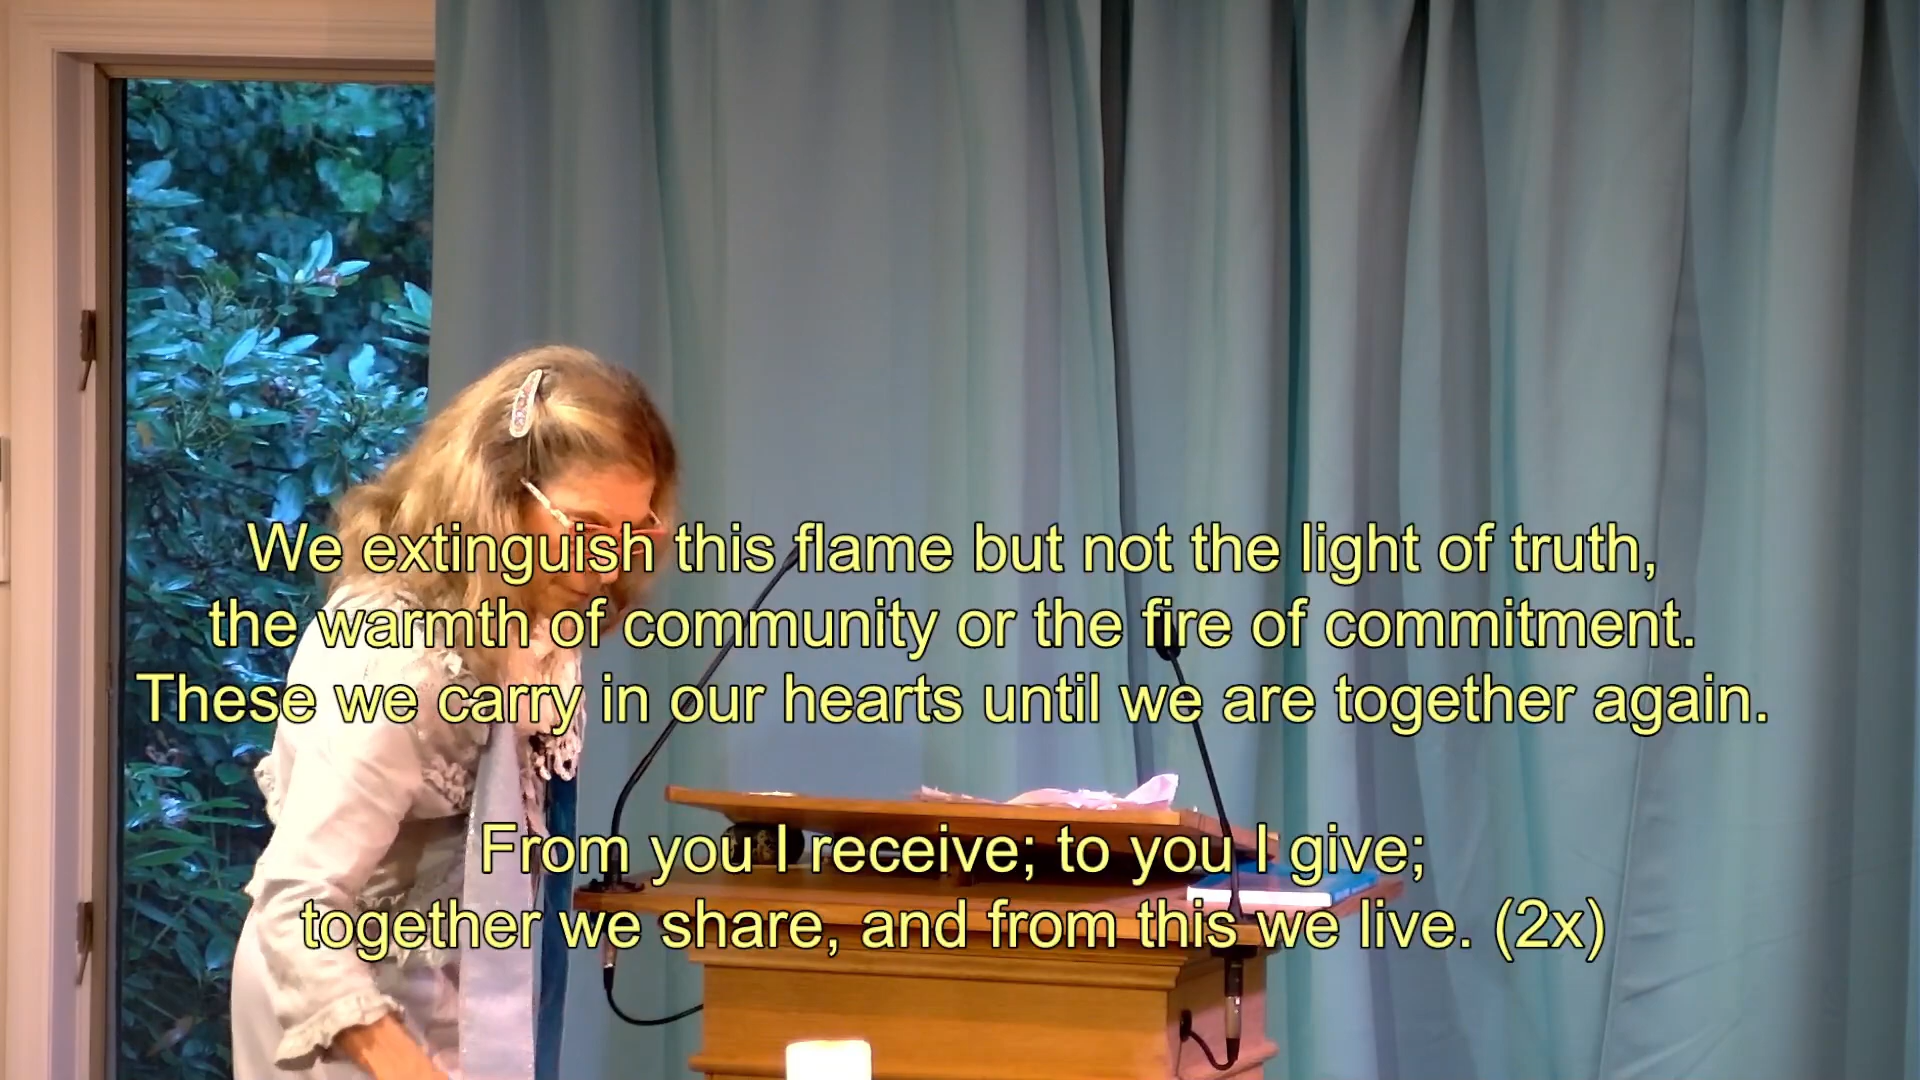 We extinguish this flame but not the light of truth,
the warmth of community or the fire of commitment.
These we carry in our hearts until we are together again.
From you I receive; to you I give;
together we share, and from this we live. (2x)